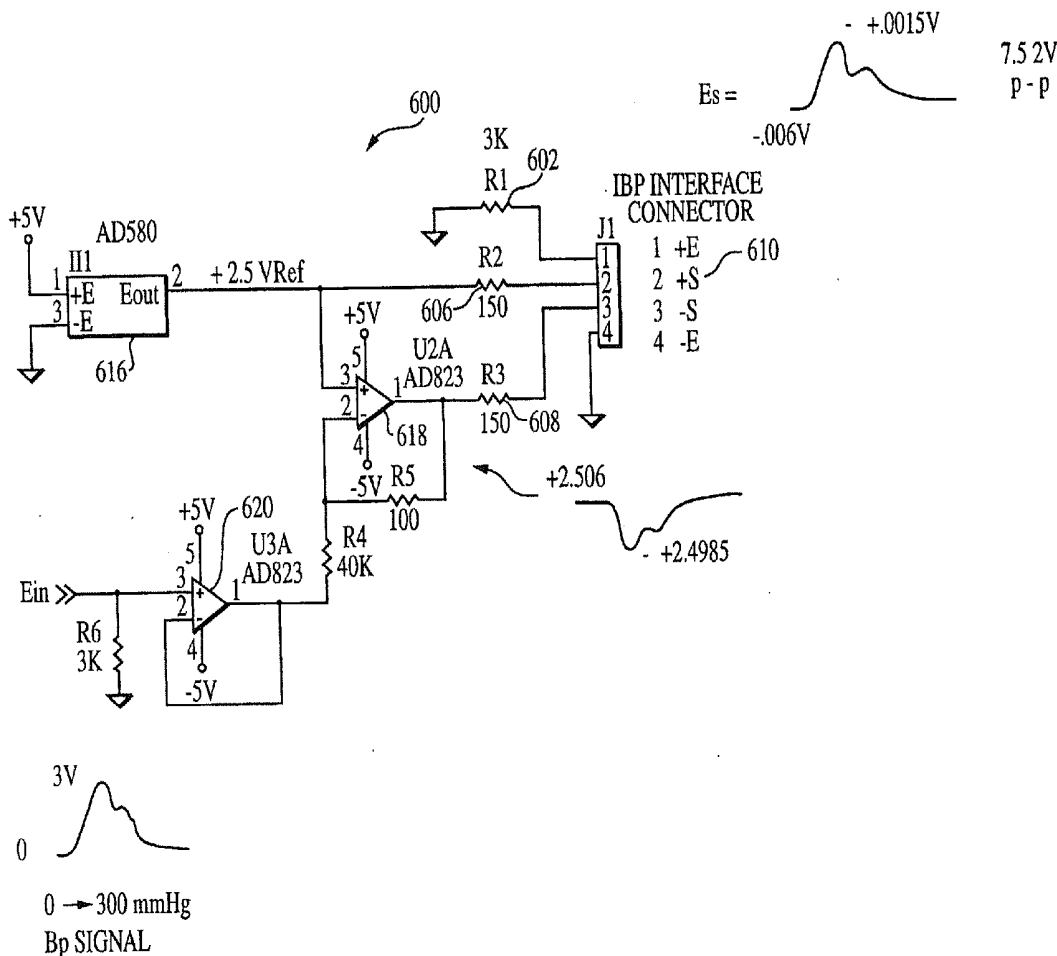 - +.0015V
7.5 2V
p - p
Es =
-.006V
600
3K
602
R1
IBP INTERFACE
CONNECTOR
J1
1 +E
2 +S
3 -S
4 -E
610
1
2
3
4
+5V
AD580
II1
1 +E
3 -E
Eout
2
616
+ 2.5 VRef
R2
606
150
+5V
5
U2A
AD823
3 +
2 -
1
4
618
-5V
R3
150
608
R5
100
+2.506
- +2.4985
+5V
620
5
U3A
AD823
R4
40K
Ein
3 +
2 -
1
4
-5V
R6
3K
3V
0
0 → 300 mmHg
Bp SIGNAL